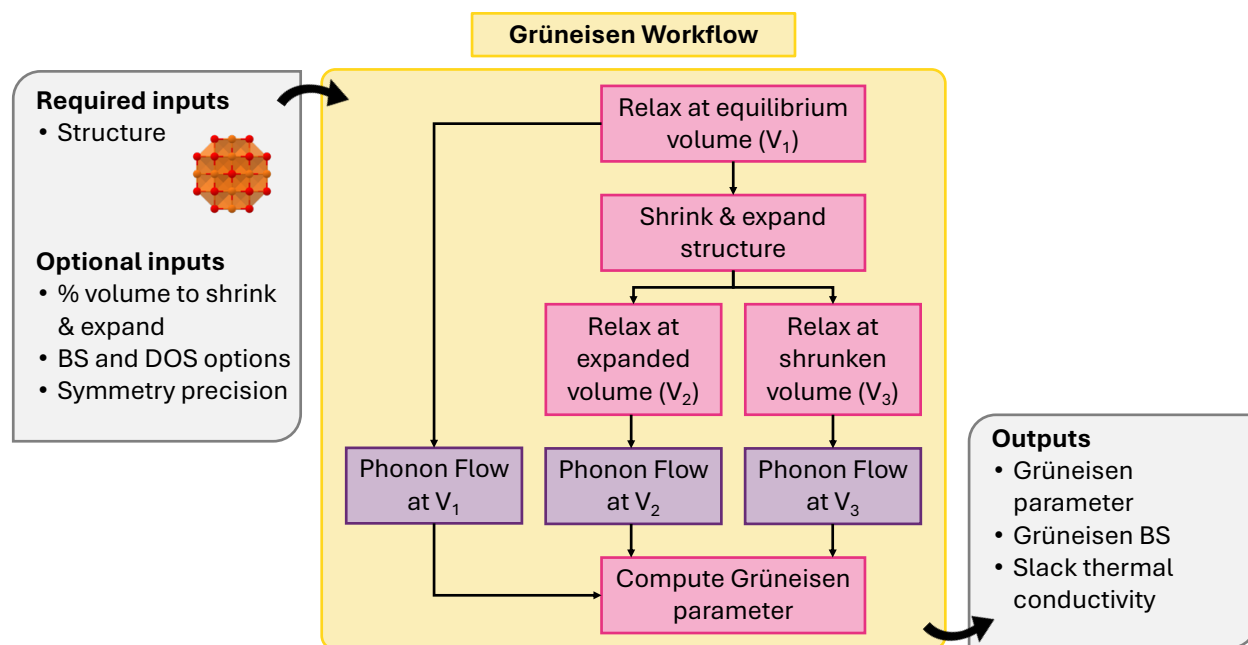 Grüneisen Workflow
Required inputs
• Structure
Optional inputs
• % volume to shrink
& expand
• BS and DOS options
• Symmetry precision
Relax at equilibrium
volume (V₁)
Shrink & expand
structure
Relax at
expanded
volume (V₂)
Relax at
shrunken
volume (V₃)
Phonon Flow
at V₁
Phonon Flow
at V₂
Phonon Flow
at V₃
Compute Grüneisen
parameter
Outputs
• Grüneisen
parameter
• Grüneisen BS
• Slack thermal
conductivity